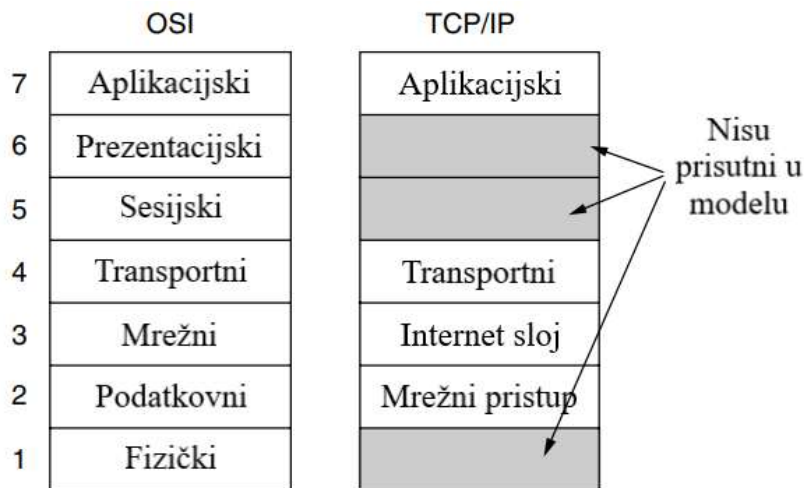 OSI TCP/IP
7 Aplikacijski Aplikacijski
6 Prezentacijski
5 Sesijski
4 Transportni Transportni
3 Mrežni Internet sloj
2 Podatkovni Mrežni pristup
1 Fizički
Nisu
prisutni u
modelu